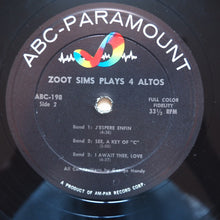 ABC-PARAMOUNT
ZOOT SIMS PLAYS 4 ALTOS
ABC-198
Side 2
FULL COLOR
FIDELITY
33⅓ RPM
Band 1: J'ESPERE ENFIN
Band 2: SEE, A KEY OF "C"
Band 3: I AWAIT THEE, LOVE
All Compositions by George Handy
A PRODUCT OF AM-PAR RECORD CORP.